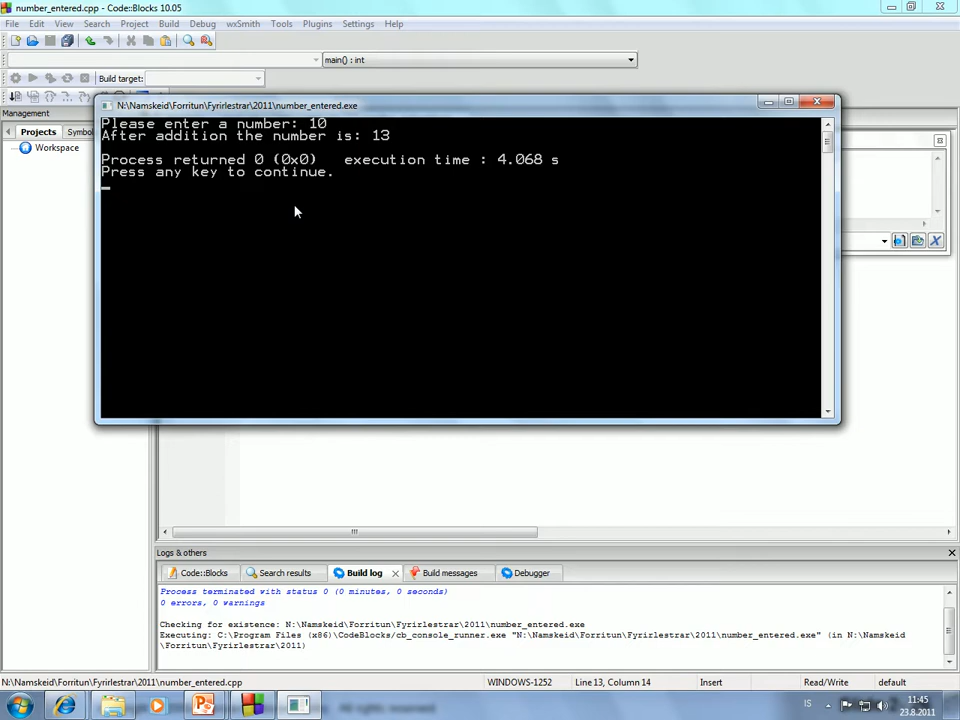 number_entered.cpp - Code::Blocks 10.05
File Edit View Search Project Build Debug wxSmith Tools Plugins Settings Help
main() : int
Build target:
Management
N:\Namskeid\Forritun\Fyrirlestrar\2011\number_entered.exe
Please enter a number: 10
After addition the number is: 13
Process returned 0 (0x0)   execution time : 4.068 s
Press any key to continue.
Projects Symbol
Workspace
Logs & others
Code::Blocks Search results Build log Build messages Debugger
Process terminated with status 0 (0 minutes, 0 seconds)
0 errors, 0 warnings
Checking for existence: N:\Namskeid\Forritun\Fyrirlestrar\2011\number_entered.exe
Executing: C:\Program Files (x86)\CodeBlocks/cb_console_runner.exe "N:\Namskeid\Forritun\Fyrirlestrar\2011\number_entered.exe" (in N:\Namskeid
\Forritun\Fyrirlestrar\2011)
N:\Namskeid\Forritun\Fyrirlestrar\2011\number_entered.cpp WINDOWS-1252 Line 13, Column 14 Insert Read/Write default
IS 11:45
23.8.2011